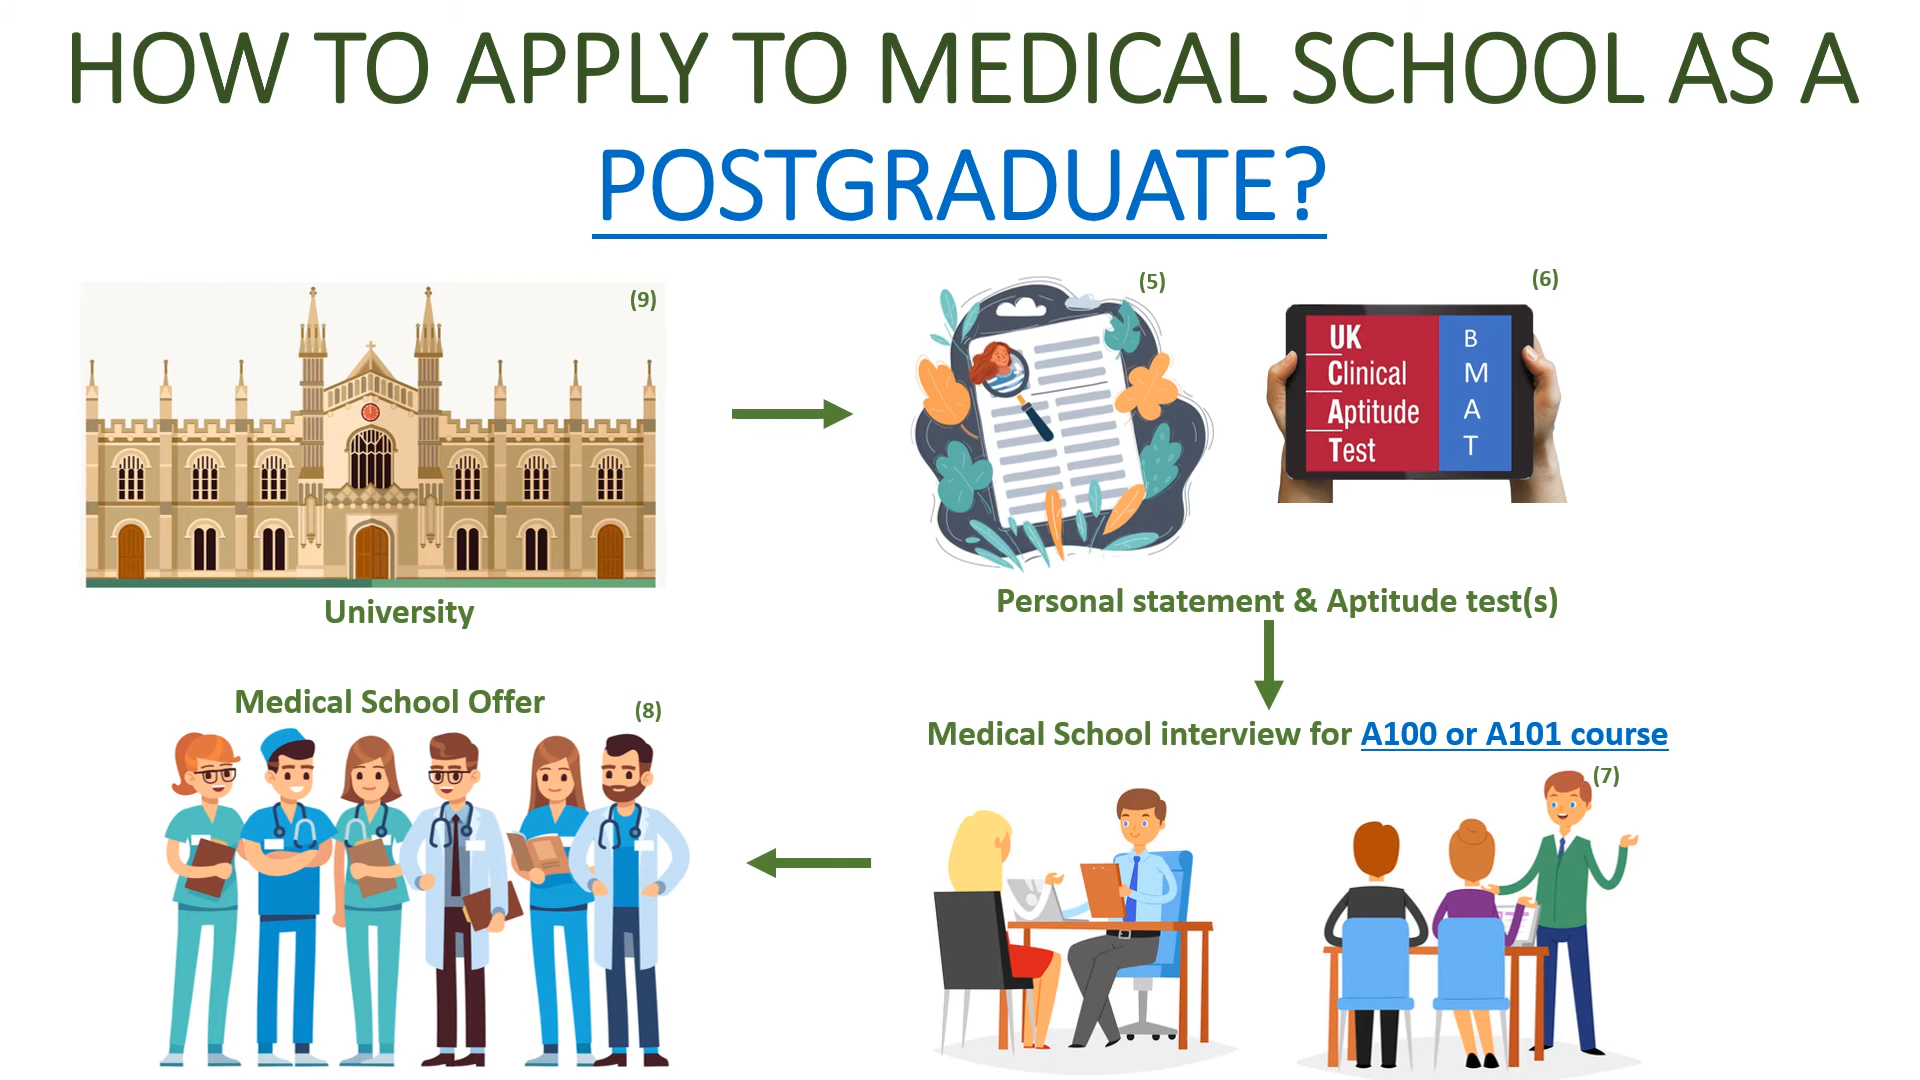 HOW TO APPLY TO MEDICAL SCHOOL AS A
POSTGRADUATE?
(9)
University
(5)
(6)
UK
Clinical
Aptitude
Test
B
M
A
T
Personal statement & Aptitude test(s)
Medical School interview for A100 or A101 course
(7)
Medical School Offer
(8)